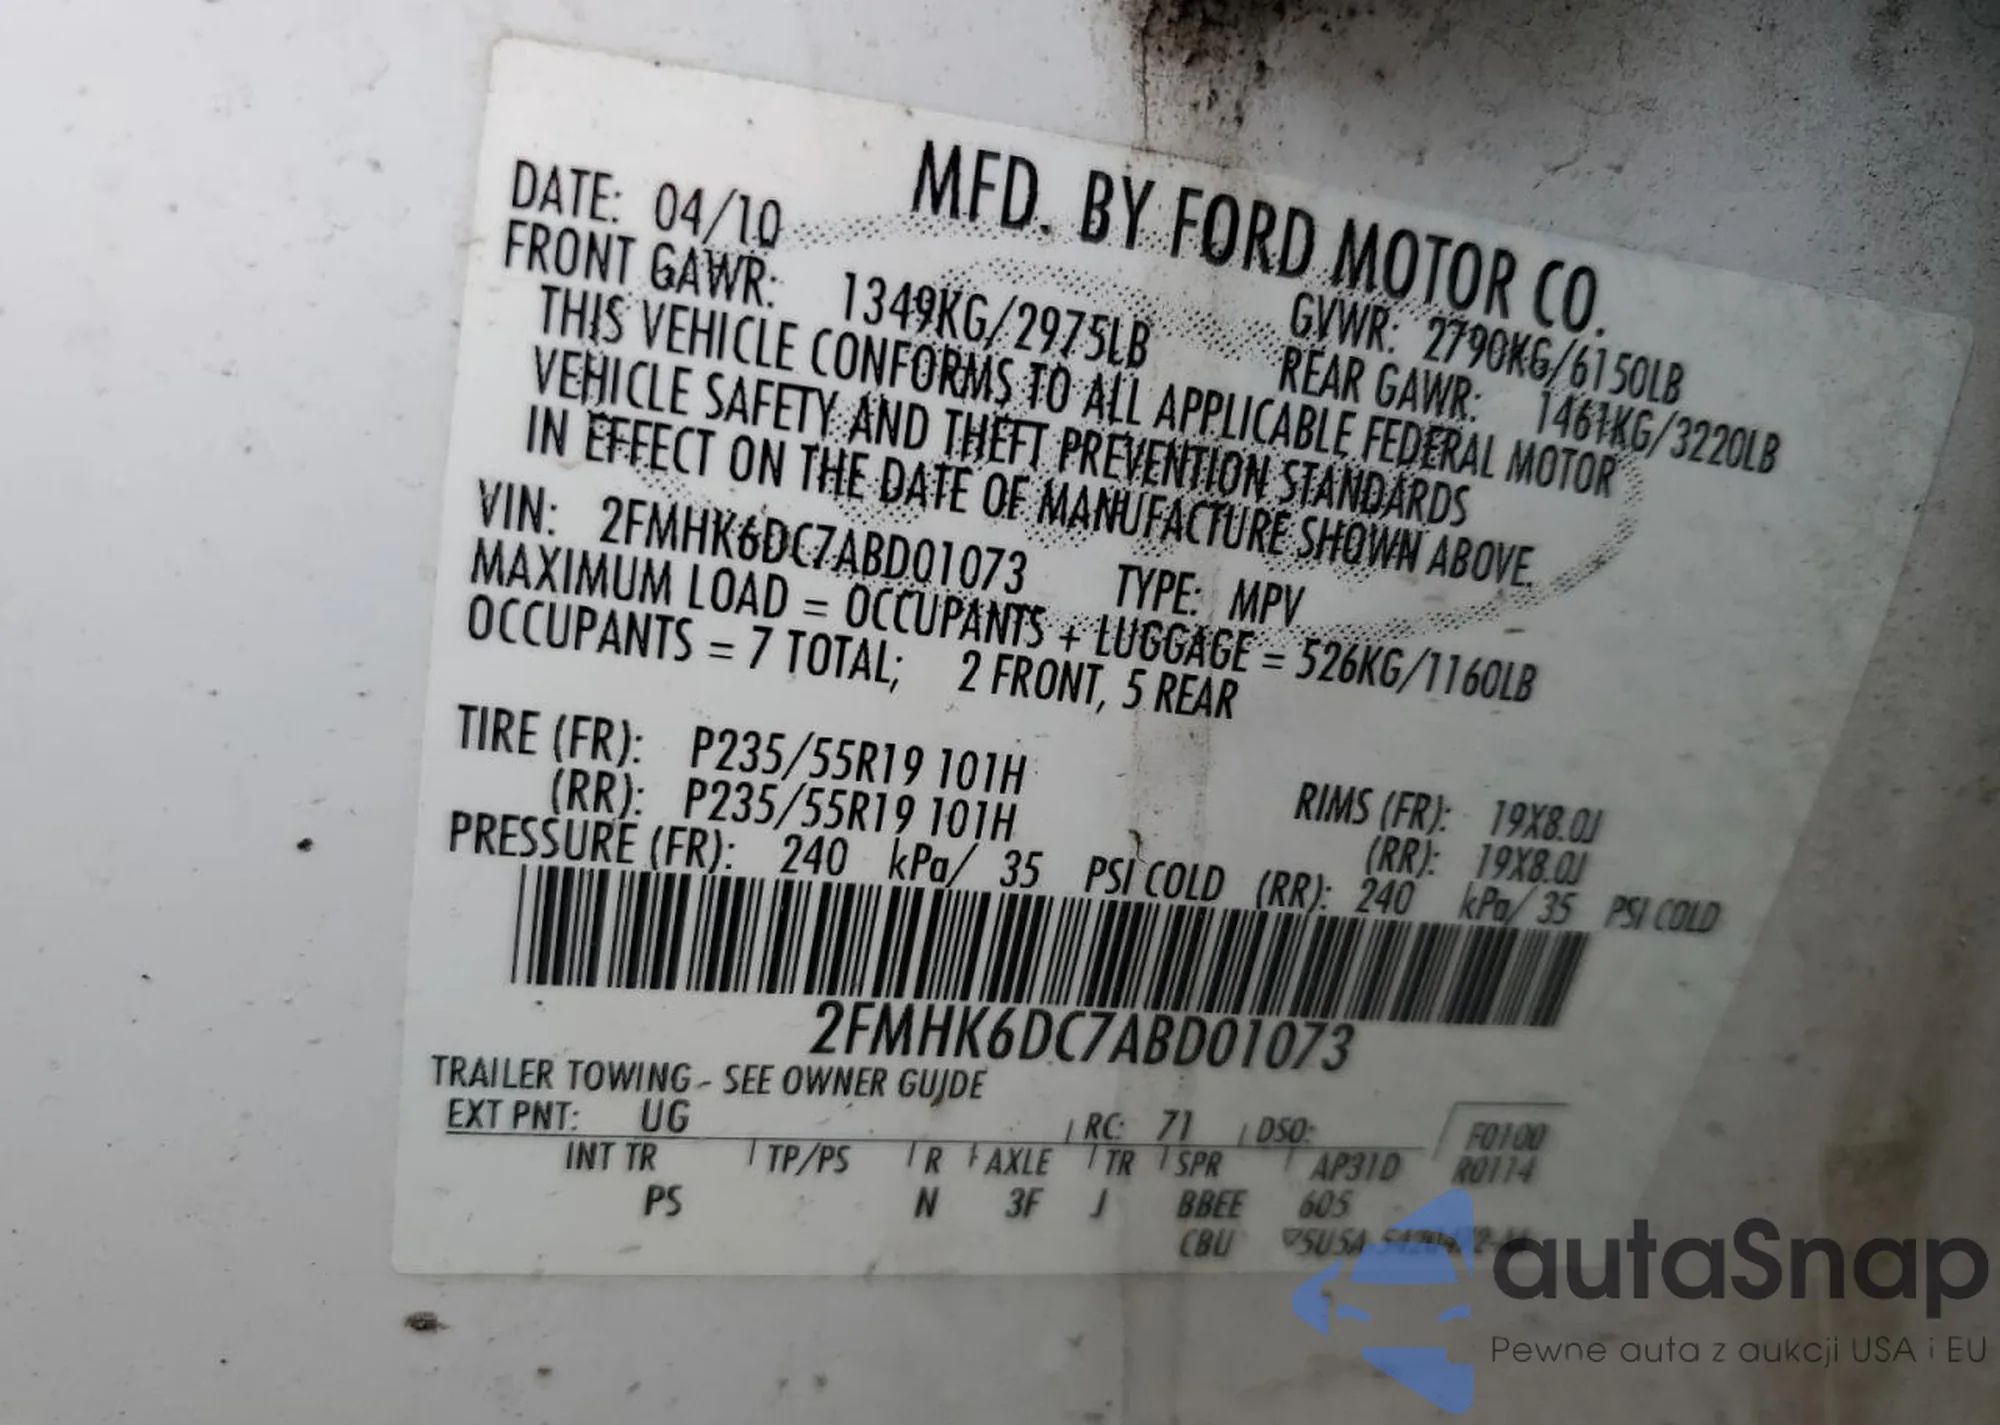 MFD. BY FORD MOTOR CO.
DATE: 04/10 GVWR: 2790KG/6150LB
FRONT GAWR: 1349KG/2975LB REAR GAWR: 1461KG/3220LB
THIS VEHICLE CONFORMS TO ALL APPLICABLE FEDERAL MOTOR
VEHICLE SAFETY AND THEFT PREVENTION STANDARDS
IN EFFECT ON THE DATE OF MANUFACTURE SHOWN ABOVE.
VIN: 2FMHK6DC7ABD01073 TYPE: MPV
MAXIMUM LOAD = OCCUPANTS + LUGGAGE = 526KG/1160LB
OCCUPANTS = 7 TOTAL; 2 FRONT, 5 REAR
TIRE (FR): P235/55R19 101H RIMS (FR): 19X8.0J
(RR): P235/55R19 101H (RR): 19X8.0J
PRESSURE (FR): 240 kPa/ 35 PSI COLD (RR): 240 kPa/ 35 PSI COLD
2FMHK6DC7ABD01073
TRAILER TOWING - SEE OWNER GUIDE
EXT PNT: UG RC: 71 DSO: F0100
INT TR TP/PS R AXLE TR SPR AP31D R0114
PS N 3F J BBEE 605
CBU
autaSnap
Pewne auta z aukcji USA i EU